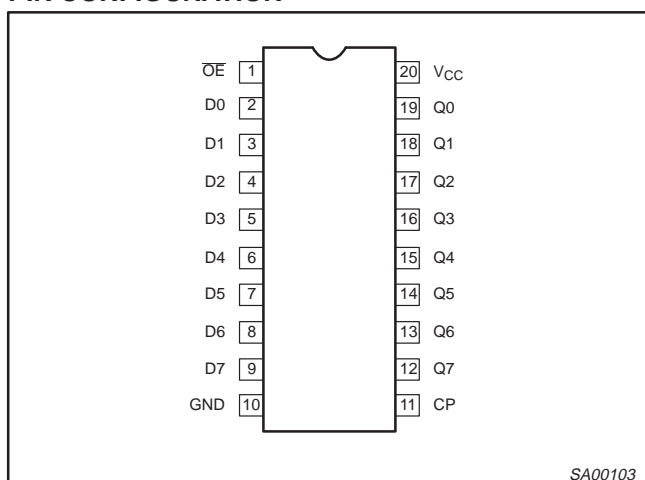 PIN CONFIGURATION
OE 1 20 VCC
D0 2 19 Q0
D1 3 18 Q1
D2 4 17 Q2
D3 5 16 Q3
D4 6 15 Q4
D5 7 14 Q5
D6 8 13 Q6
D7 9 12 Q7
GND 10 11 CP
SA00103